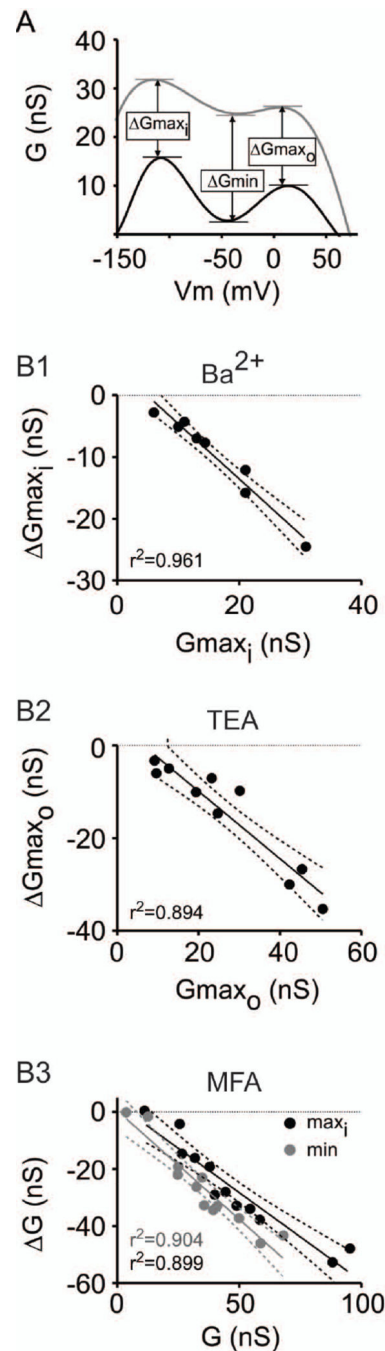 A
G (nS)
40
30
20
10
ΔGmaxᵢ
ΔGmin
ΔGmaxₒ
-150 -50 0 50
Vm (mV)
B1 Ba²⁺
ΔGmaxᵢ (nS)
0
-10
-20
-30
r²=0.961
0 20 40
Gmaxᵢ (nS)
B2 TEA
ΔGmaxₒ (nS)
0
-20
-40
r²=0.894
0 20 40 60
Gmaxₒ (nS)
B3 MFA
ΔG (nS)
0
-20
-40
-60
maxᵢ
min
r²=0.904
r²=0.899
0 50 100
G (nS)